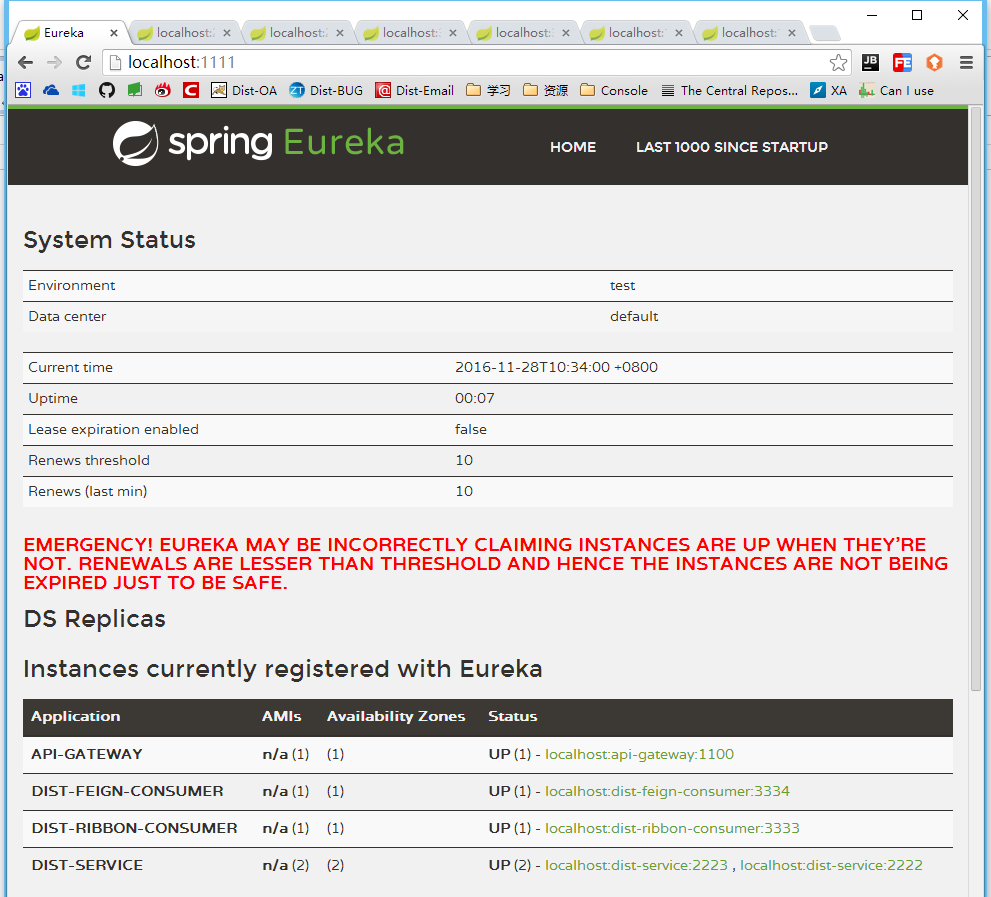 Eureka localhost:2 localhost:2 localhost: localhost: localhost: localhost:
localhost:1111
JB FE
Dist-OA ZT Dist-BUG Dist-Email 学习 资源 Console The Central Repos... XA Can I use
spring Eureka HOME LAST 1000 SINCE STARTUP
System Status
Environment test
Data center default
Current time 2016-11-28T10:34:00 +0800
Uptime 00:07
Lease expiration enabled false
Renews threshold 10
Renews (last min) 10
EMERGENCY! EUREKA MAY BE INCORRECTLY CLAIMING INSTANCES ARE UP WHEN THEY'RE
NOT. RENEWALS ARE LESSER THAN THRESHOLD AND HENCE THE INSTANCES ARE NOT BEING
EXPIRED JUST TO BE SAFE.
DS Replicas
Instances currently registered with Eureka
Application AMIs Availability Zones Status
API-GATEWAY n/a (1) (1) UP (1) - localhost:api-gateway:1100
DIST-FEIGN-CONSUMER n/a (1) (1) UP (1) - localhost:dist-feign-consumer:3334
DIST-RIBBON-CONSUMER n/a (1) (1) UP (1) - localhost:dist-ribbon-consumer:3333
DIST-SERVICE n/a (2) (2) UP (2) - localhost:dist-service:2223 , localhost:dist-service:2222